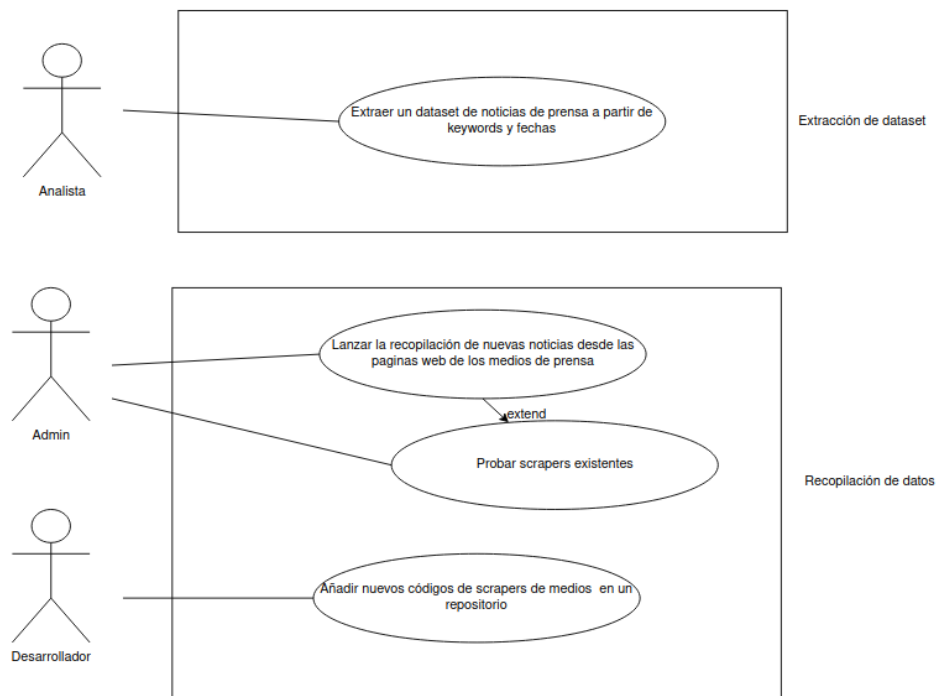 Extraer un dataset de noticias de prensa a partir de
keywords y fechas
Extracción de dataset
Analista
Lanzar la recopilación de nuevas noticias desde las
paginas web de los medios de prensa
extend
Admin
Probar scrapers existentes
Recopilación de datos
Añadir nuevos códigos de scrapers de medios en un
repositorio
Desarrollador